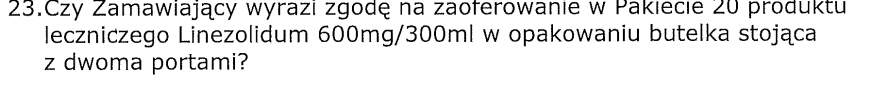 23.Czy Zamawiający wyrazi zgodę na zaoferowanie w Pakiecie 20 produktu
leczniczego Linezolidum 600mg/300ml w opakowaniu butelka stojąca
z dwoma portami?